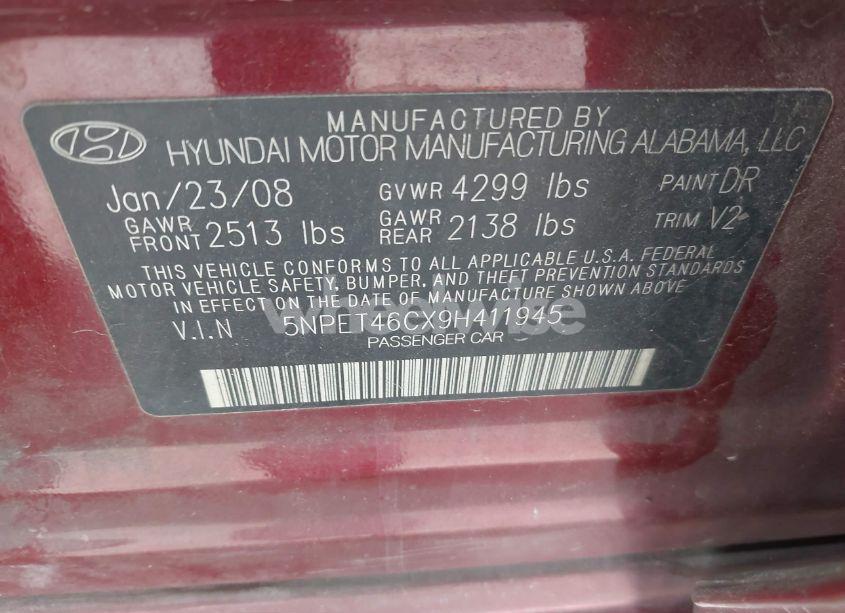 MANUFACTURED BY
HYUNDAI MOTOR MANUFACTURING ALABAMA, LLC
Jan/23/08 GVWR 4299 lbs PAINT DR
GAWR FRONT 2513 lbs GAWR REAR 2138 lbs TRIM V2
THIS VEHICLE CONFORMS TO ALL APPLICABLE U.S.A. FEDERAL
MOTOR VEHICLE SAFETY, BUMPER, AND THEFT PREVENTION STANDARDS
IN EFFECT ON THE DATE OF MANUFACTURE SHOWN ABOVE
V.I.N 5NPET46CX9H411945
PASSENGER CAR